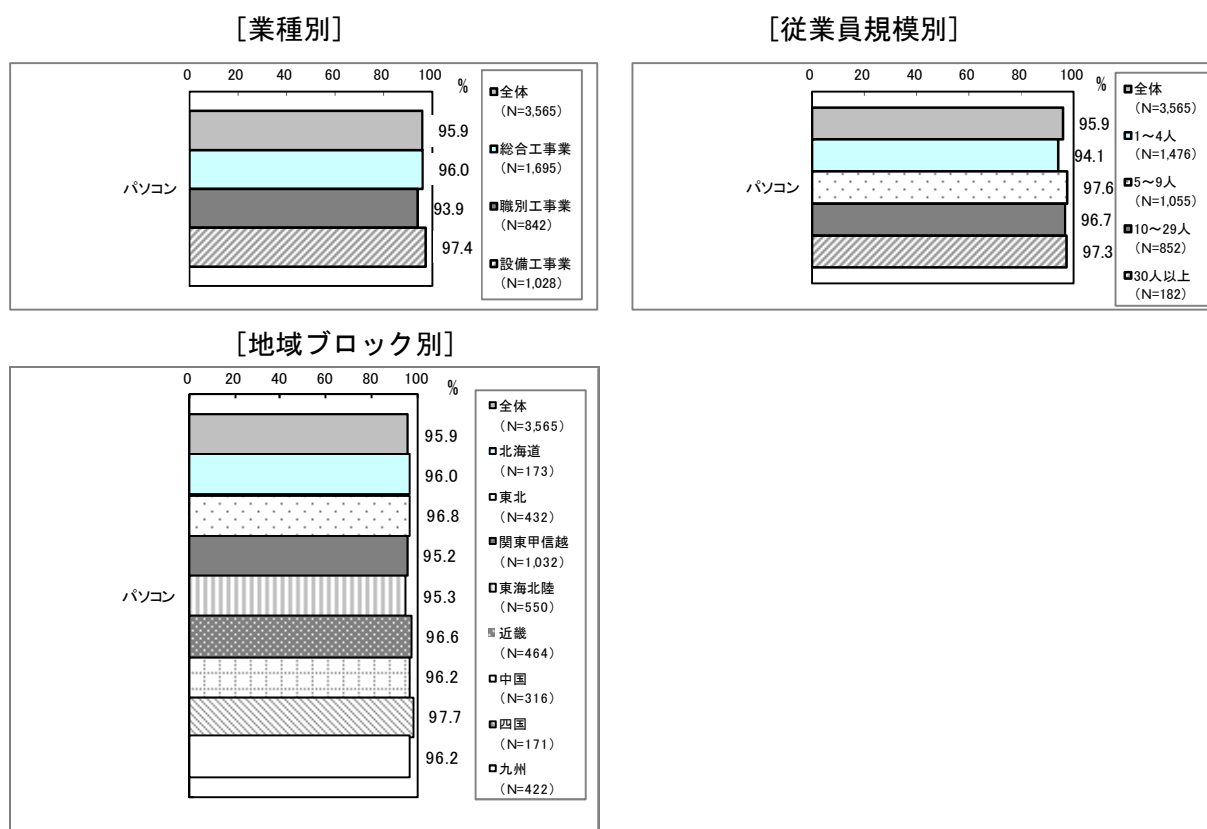 [業種別]
0 20 40 60 80 100
%
パソコン
95.9
96.0
93.9
97.4
全体
(N=3,565)
総合工事業
(N=1,695)
職別工事業
(N=842)
設備工事業
(N=1,028)
[従業員規模別]
0 20 40 60 80 100
%
パソコン
95.9
94.1
97.6
96.7
97.3
全体
(N=3,565)
1～4人
(N=1,476)
5～9人
(N=1,055)
10～29人
(N=852)
30人以上
(N=182)
[地域ブロック別]
0 20 40 60 80 100
%
パソコン
95.9
96.0
96.8
95.2
95.3
96.6
96.2
97.7
96.2
全体
(N=3,565)
北海道
(N=173)
東北
(N=432)
関東甲信越
(N=1,032)
東海北陸
(N=550)
近畿
(N=464)
中国
(N=316)
四国
(N=171)
九州
(N=422)